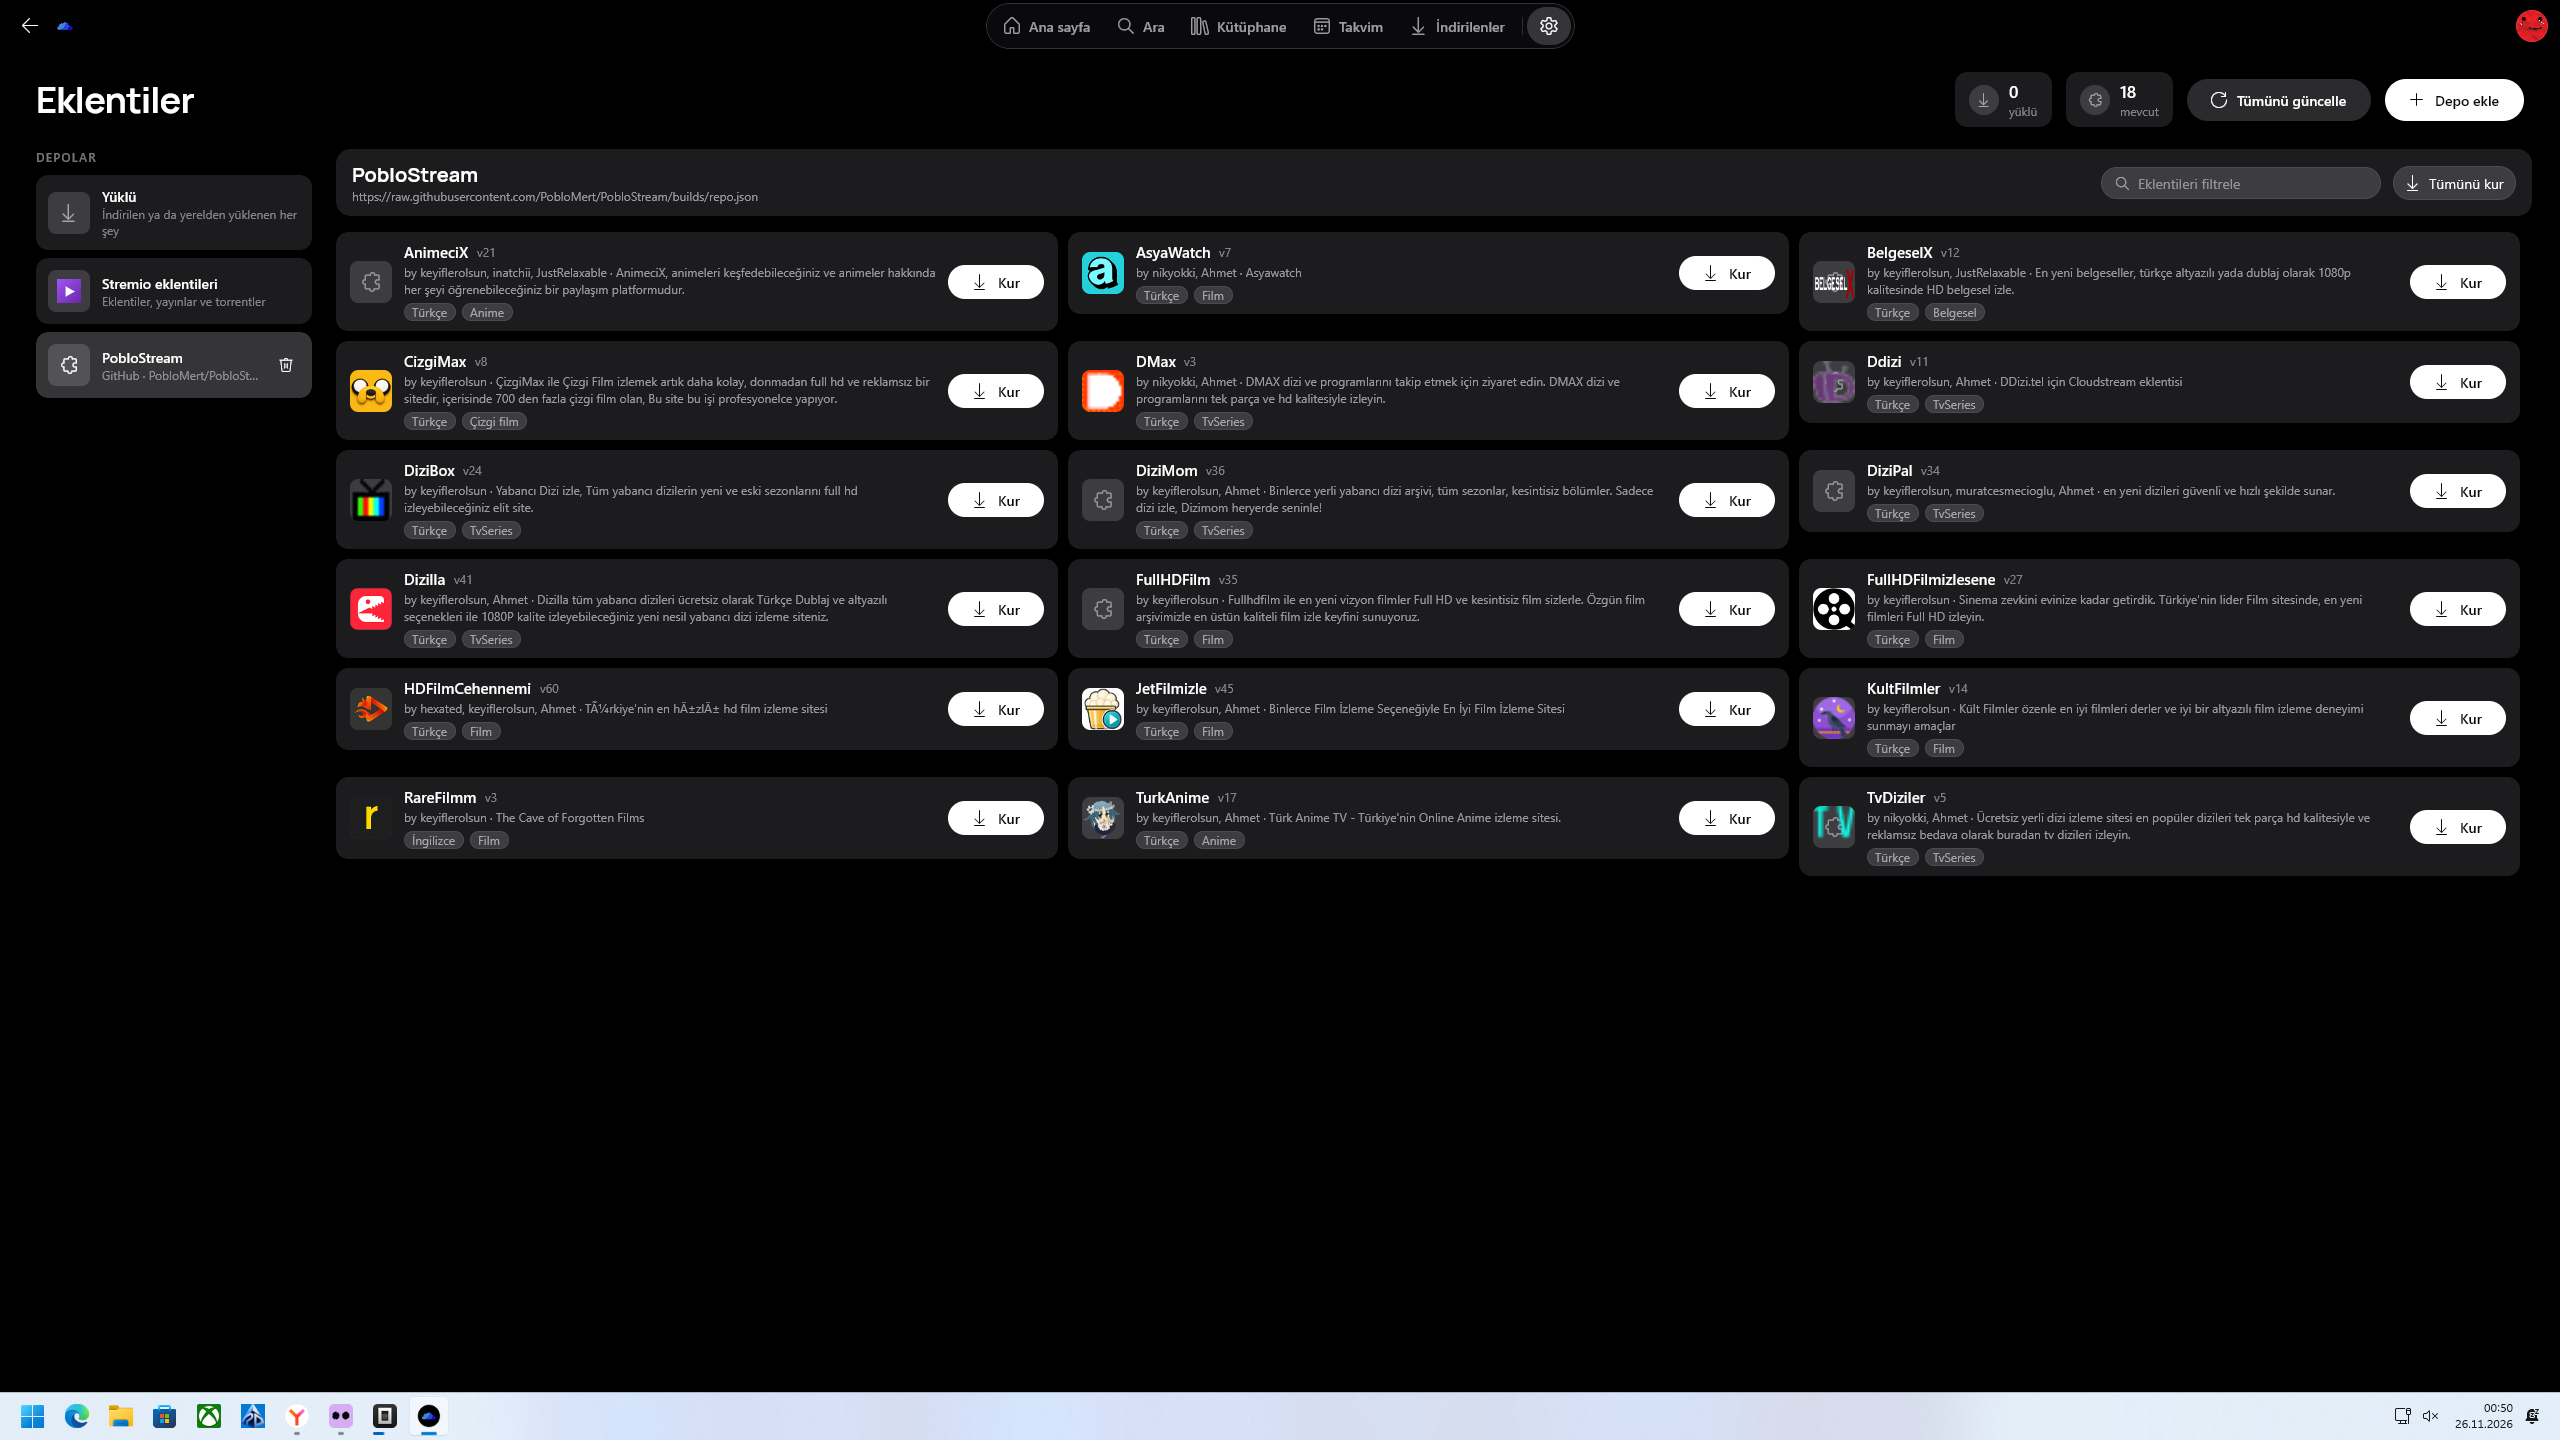 Ana sayfa
Ara
Kütüphane
Takvim
İndirilenler
Eklentiler
0
yüklü
18
mevcut
Tümünü güncelle
Depo ekle
DEPOLAR
Yüklü
İndirilen ya da yerelden yüklenen her
şey
Stremio eklentileri
Eklentiler, yayınlar ve torrentler
PobloStream
GitHub · PobloMert/PobloSt...
PobloStream
https://raw.githubusercontent.com/PobloMert/PobloStream/builds/repo.json
Eklentileri filtrele
Tümünü kur
AnimeciX v21
by keyiflerolsun, inatchii, JustRelaxable · AnimeciX, animeleri keşfedebileceğiniz ve animeler hakkında
her şeyi öğrenebileceğiniz bir paylaşım platformudur.
Türkçe Anime
Kur
AsyaWatch v7
by nikyokki, Ahmet · Asyawatch
Türkçe Film
Kur
BELGESELX
BelgeselX v12
by keyiflerolsun, JustRelaxable · En yeni belgeseller, türkçe altyazılı yada dublaj olarak 1080p
kalitesinde HD belgesel izle.
Türkçe Belgesel
Kur
CizgiMax v8
by keyiflerolsun · ÇizgiMax ile Çizgi Film izlemek artık daha kolay, donmadan full hd ve reklamsız bir
sitedir, içerisinde 700 den fazla çizgi film olan, Bu site bu işi profesyonelce yapıyor.
Türkçe Çizgi film
Kur
DMax v3
by nikyokki, Ahmet · DMAX dizi ve programlarını takip etmek için ziyaret edin. DMAX dizi ve
programlarını tek parça ve hd kalitesiyle izleyin.
Türkçe TvSeries
Kur
Ddizi v11
by keyiflerolsun, Ahmet · DDizi.tel için Cloudstream eklentisi
Türkçe TvSeries
Kur
DiziBox v24
by keyiflerolsun · Yabancı Dizi izle, Tüm yabancı dizilerin yeni ve eski sezonlarını full hd
izleyebileceğiniz elit site.
Türkçe TvSeries
Kur
DiziMom v36
by keyiflerolsun, Ahmet · Binlerce yerli yabancı dizi arşivi, tüm sezonlar, kesintisiz bölümler. Sadece
dizi izle, Dizimom heryerde seninle!
Türkçe TvSeries
Kur
DiziPal v34
by keyiflerolsun, muratcesmecioglu, Ahmet · en yeni dizileri güvenli ve hızlı şekilde sunar.
Türkçe TvSeries
Kur
Dizilla v41
by keyiflerolsun, Ahmet · Dizilla tüm yabancı dizileri ücretsiz olarak Türkçe Dublaj ve altyazılı
seçenekleri ile 1080P kalite izleyebileceğiniz yeni nesil yabancı dizi izleme siteniz.
Türkçe TvSeries
Kur
FullHDFilm v35
by keyiflerolsun · Fullhdfilm ile en yeni vizyon filmler Full HD ve kesintisiz film sizlerle. Özgün film
arşivimizle en üstün kaliteli film izle keyfini sunuyoruz.
Türkçe Film
Kur
FullHDFilmizlesene v27
by keyiflerolsun · Sinema zevkini evinize kadar getirdik. Türkiye'nin lider Film sitesinde, en yeni
filmleri Full HD izleyin.
Türkçe Film
Kur
HDFilmCehennemi v60
by hexated, keyiflerolsun, Ahmet · TÃ¼rkiye'nin en hÄ±zlÄ± hd film izleme sitesi
Türkçe Film
Kur
JetFilmizle v45
by keyiflerolsun, Ahmet · Binlerce Film İzleme Seçeneğiyle En İyi Film İzleme Sitesi
Türkçe Film
Kur
KultFilmler v14
by keyiflerolsun · Kült Filmler özenle en iyi filmleri derler ve iyi bir altyazılı film izleme deneyimi
sunmayı amaçlar
Türkçe Film
Kur
r
RareFilmm v3
by keyiflerolsun · The Cave of Forgotten Films
İngilizce Film
Kur
TurkAnime v17
by keyiflerolsun, Ahmet · Türk Anime TV - Türkiye'nin Online Anime izleme sitesi.
Türkçe Anime
Kur
TvDiziler v5
by nikyokki, Ahmet · Ücretsiz yerli dizi izleme sitesi en popüler dizileri tek parça hd kalitesiyle ve
reklamsız bedava olarak buradan tv dizileri izleyin.
Türkçe TvSeries
Kur
00:50
26.11.2026